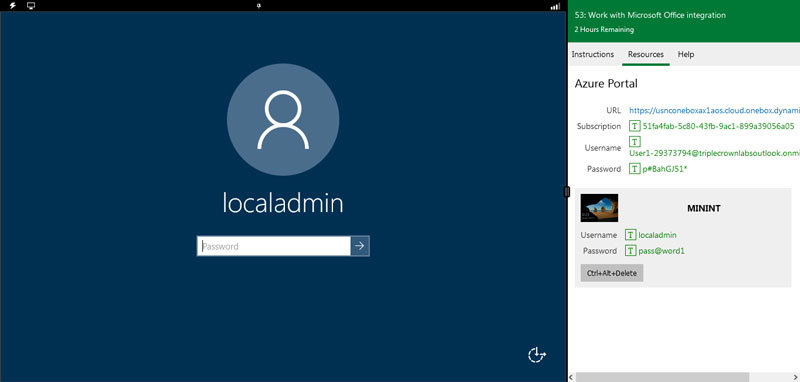 localadmin
Password
53: Work with Microsoft Office integration
2 Hours Remaining
Instructions Resources Help
Azure Portal
URL https://usnconeboxax1aos.cloud.onebox.dynami
Subscription T 51fa4fab-5c80-43fb-9ac1-899a39056a05
Username T
User1-29373794@triplecrownlabsoutlook.onmi
Password T p#BahGJ51*
MININT
Username T localadmin
Password T pass@word1
Ctrl+Alt+Delete